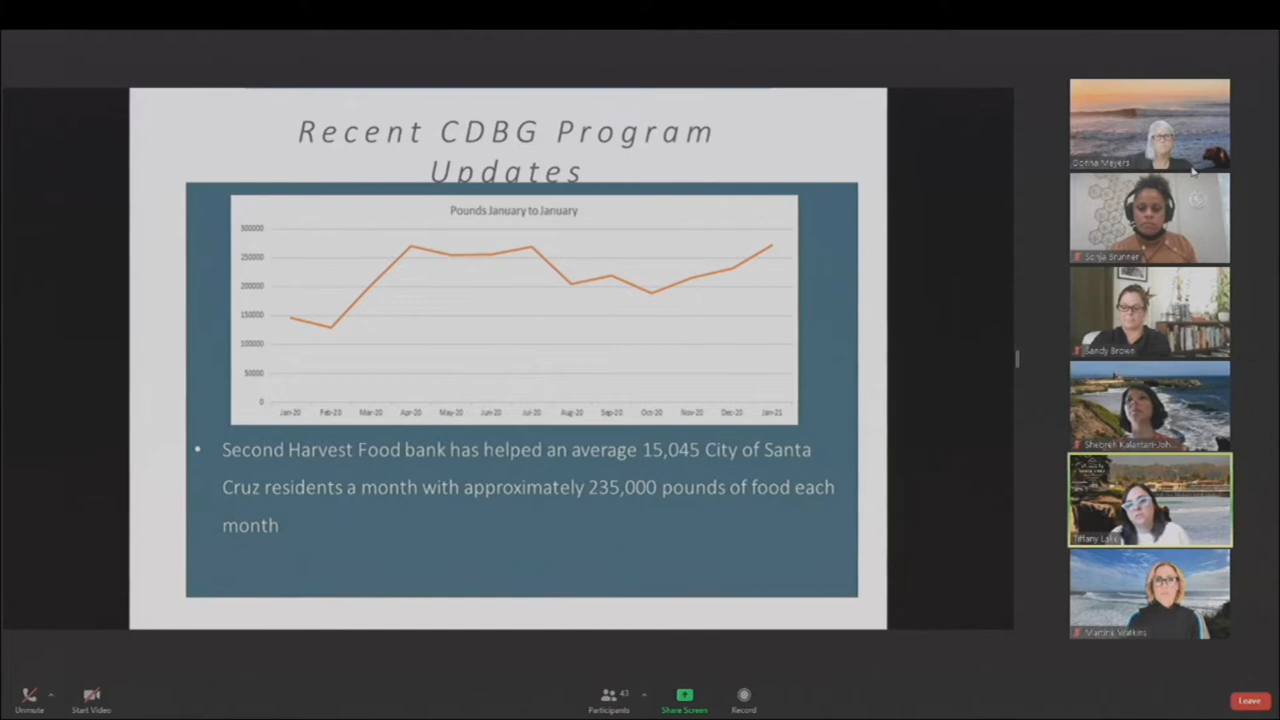 Recent CDBG Program
Updates
Pounds January to January
300000
250000
200000
150000
100000
50000
0
Jan-20 Feb-20 Mar-20 Apr-20 May-20 Jun-20 Jul-20 Aug-20 Sep-20 Oct-20 Nov-20 Dec-20 Jan-21
• Second Harvest Food bank has helped an average 15,045 City of Santa
Cruz residents a month with approximately 235,000 pounds of food each
month
Donna Meyers
Sonja Brunner
Sandy Brown
Shebreh Kalantari-Joh...
Tiffany Lake
Martine Watkins
Unmute
Start Video
43
Participants
Share Screen
Record
Leave